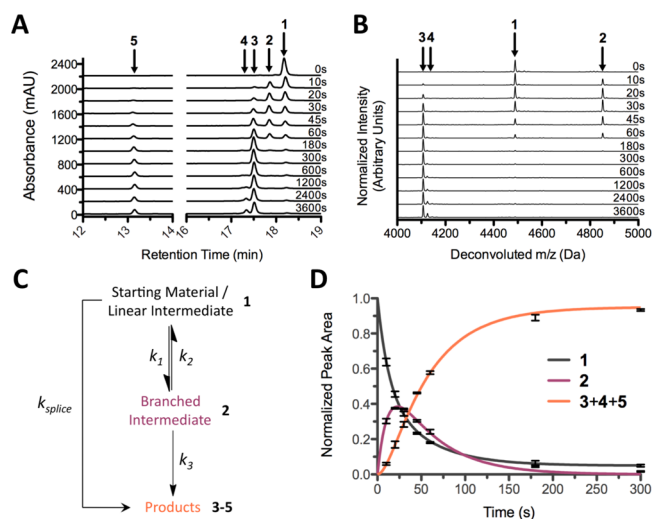 A
5
4 3 2 1
2400
2000
1600
1200
800
400
0
Absorbance (mAU)
0s
10s
20s
30s
45s
60s
180s
300s
600s
1200s
2400s
3600s
12 13 14 16 17 18 19
Retention Time (min)
B
3 4 1 2
Normalized Intensity
(Arbitrary Units)
0s
10s
20s
30s
45s
60s
180s
300s
600s
1200s
2400s
3600s
4000 4200 4400 4600 4800 5000
Deconvoluted m/z (Da)
C
Starting Material /
Linear Intermediate 1
k1 k2
Branched
Intermediate 2
ksplice
k3
Products 3-5
D
1.0
0.8
0.6
0.4
0.2
0.0
Normalized Peak Area
1
2
3+4+5
0 50 100 150 200 250 300
Time (s)